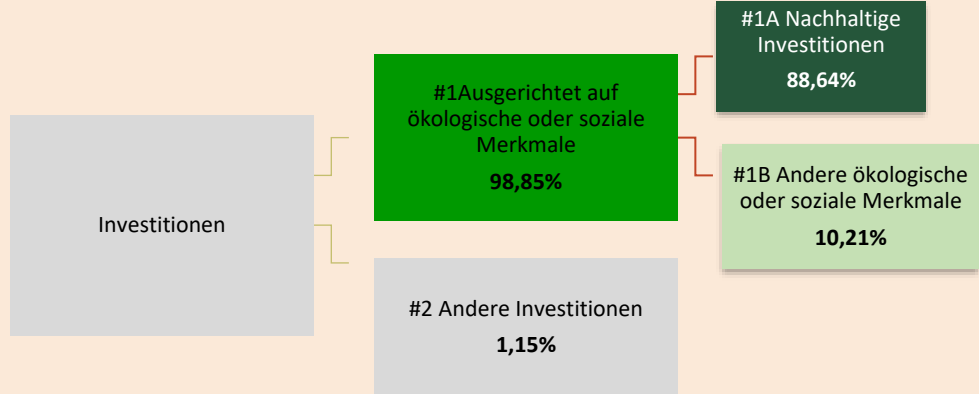 Investitionen
#1Ausgerichtet auf
ökologische oder soziale
Merkmale
98,85%
#2 Andere Investitionen
1,15%
#1A Nachhaltige
Investitionen
88,64%
#1B Andere ökologische
oder soziale Merkmale
10,21%